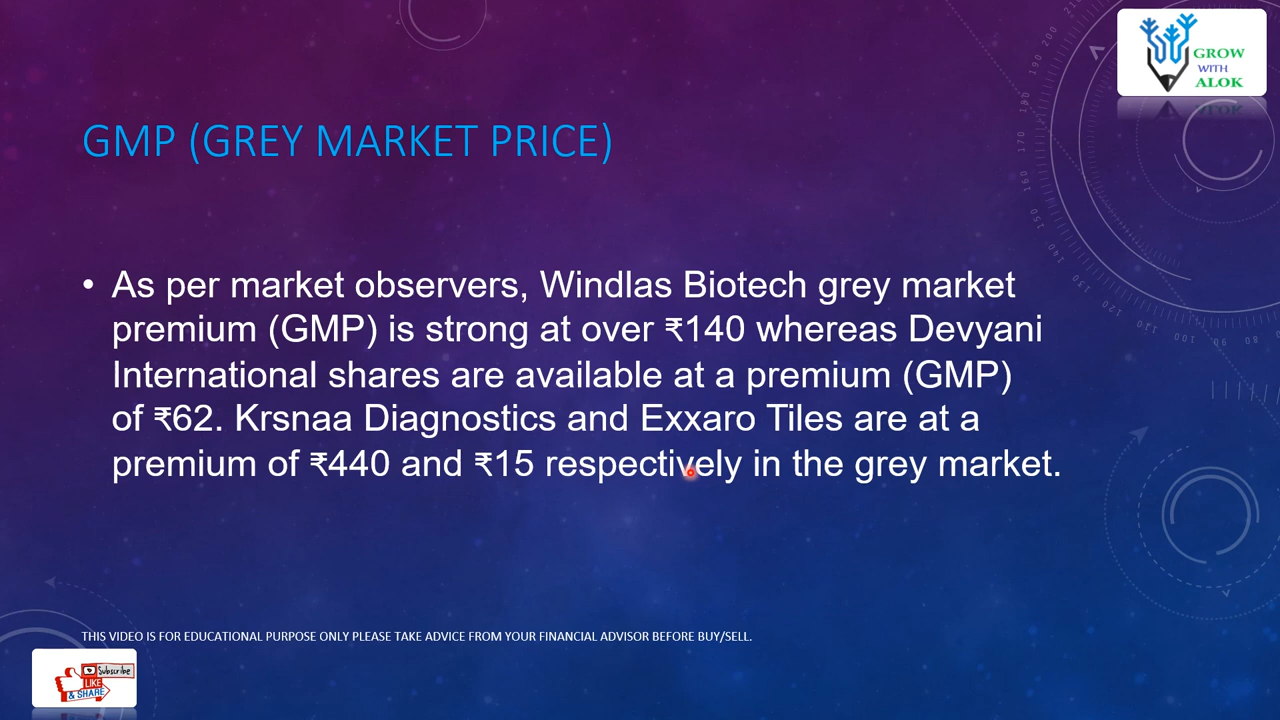 GROW
WITH
ALOK
GMP (GREY MARKET PRICE)
• As per market observers, Windlas Biotech grey market
premium (GMP) is strong at over ₹140 whereas Devyani
International shares are available at a premium (GMP)
of ₹62. Krsnaa Diagnostics and Exxaro Tiles are at a
premium of ₹440 and ₹15 respectively in the grey market.
THIS VIDEO IS FOR EDUCATIONAL PURPOSE ONLY PLEASE TAKE ADVICE FROM YOUR FINANCIAL ADVISOR BEFORE BUY/SELL.
Subscribe
LIKE
& SHARE